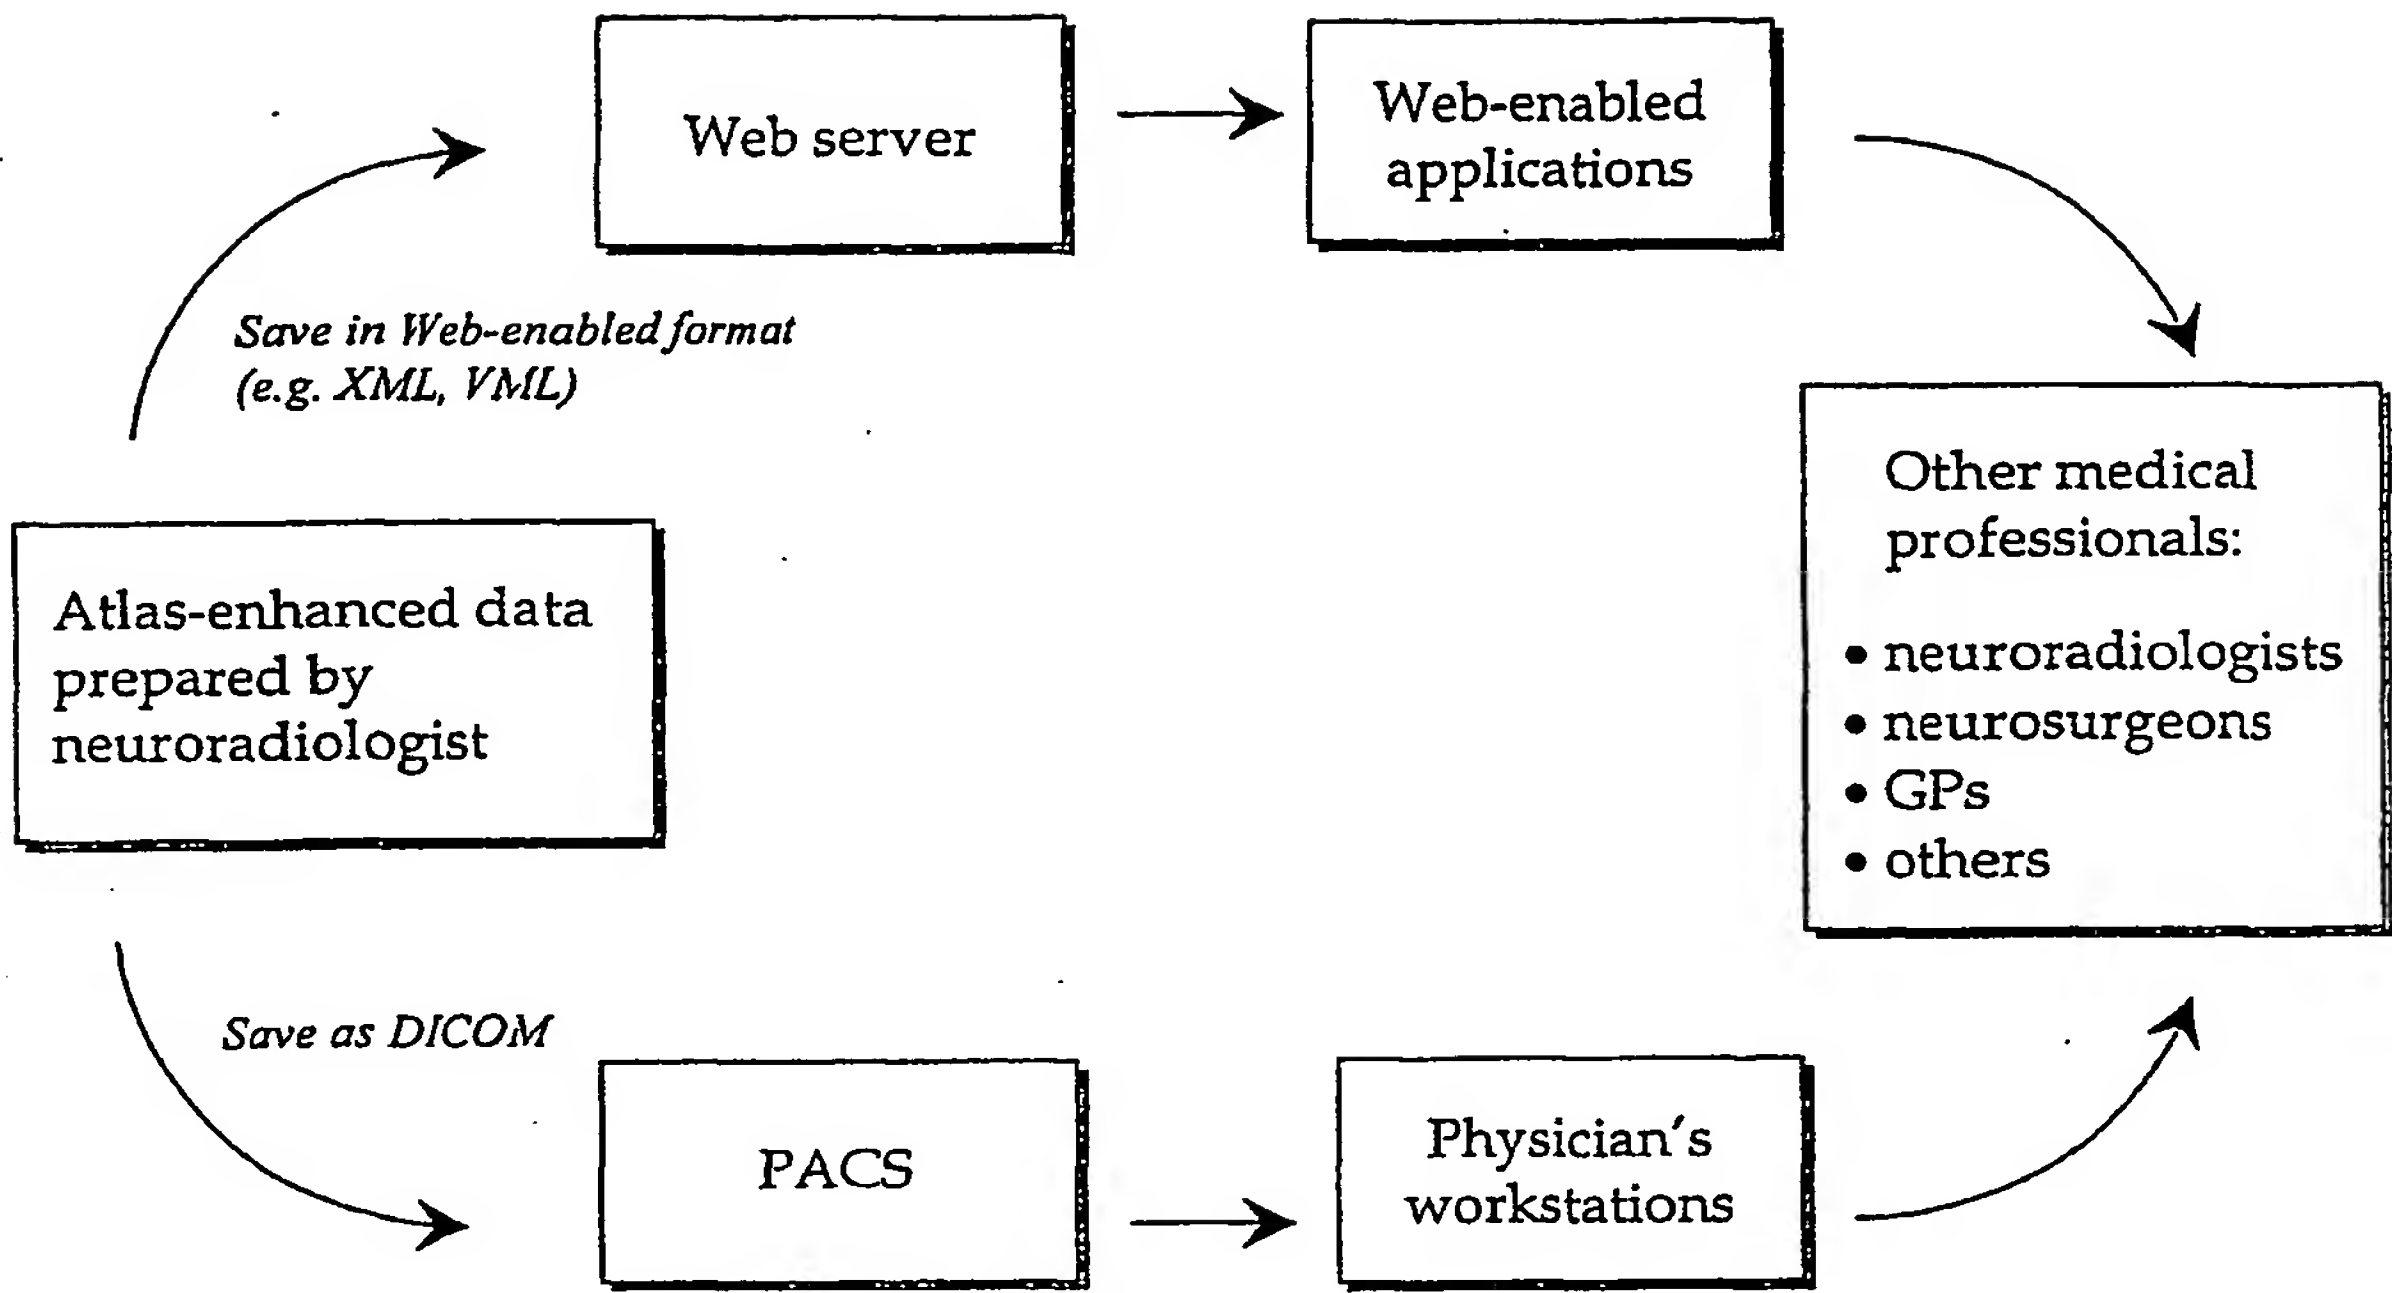 Web server
Web-enabled
applications
Save in Web-enabled format
(e.g. XML, VML)
Atlas-enhanced data
prepared by
neuroradiologist
Other medical
professionals:
• neuroradiologists
• neurosurgeons
• GPs
• others
Save as DICOM
PACS
Physician's
workstations